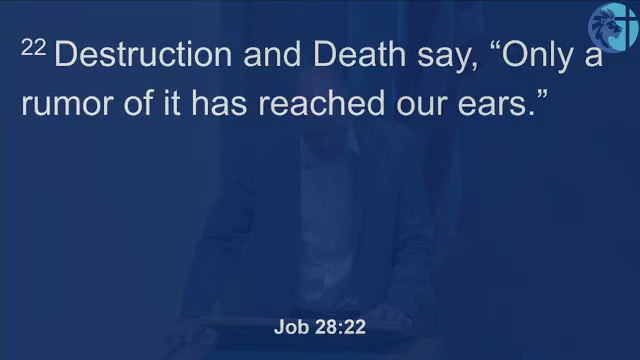 22 Destruction and Death say, “Only a
rumor of it has reached our ears.”
Job 28:22